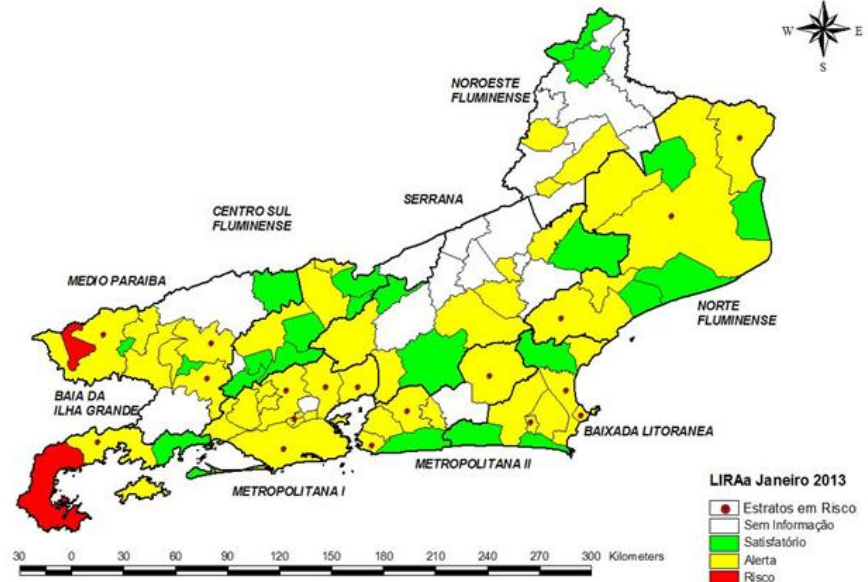 W
E
S
NOROESTE
FLUMINENSE
SERRANA
CENTRO SUL
FLUMINENSE
MEDIO PARAIBA
NORTE
FLUMINENSE
BAIA DA
ILHA GRANDE
BAIXADA LITORANEA
METROPOLITANA II
METROPOLITANA I
LIRAa Janeiro 2013
Estratos em Risco
Sem Informação
Satisfatório
Alerta
Risco
30 0 30 60 90 120 150 180 210 240 270 300 Kilometers